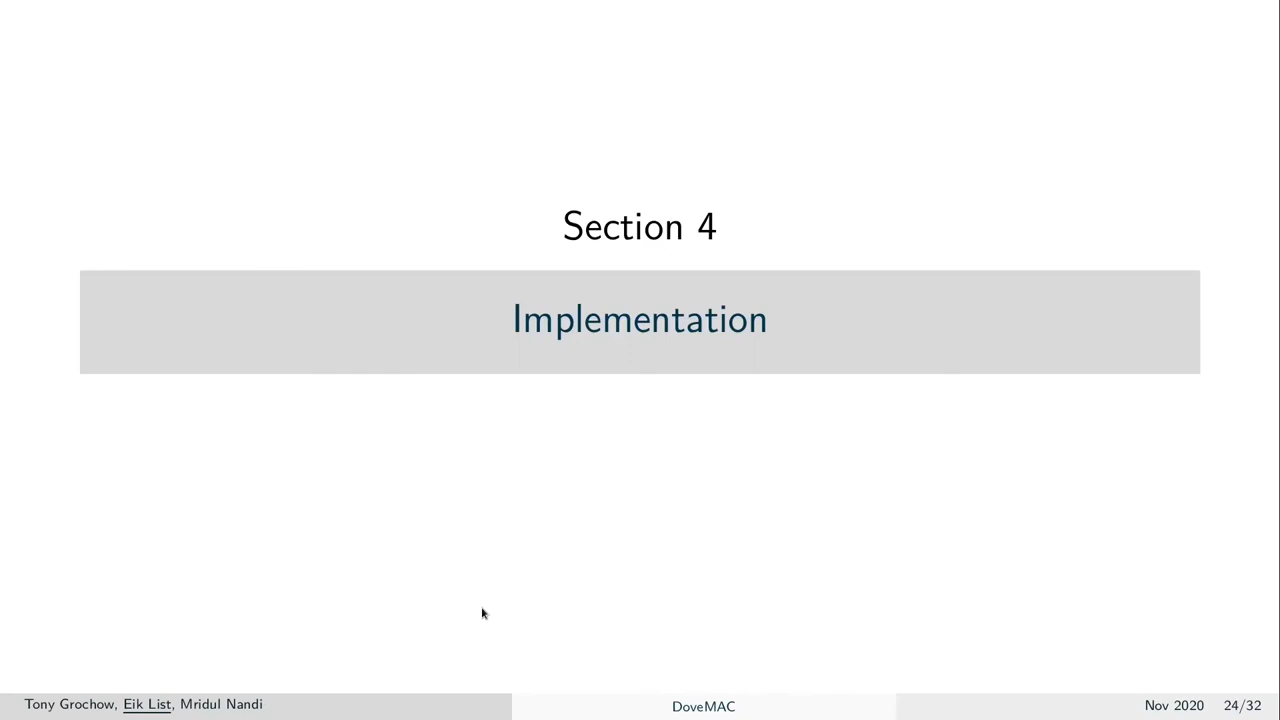 Section 4
Implementation
Tony Grochow, Eik List, Mridul Nandi
DoveMAC
Nov 2020 24/32